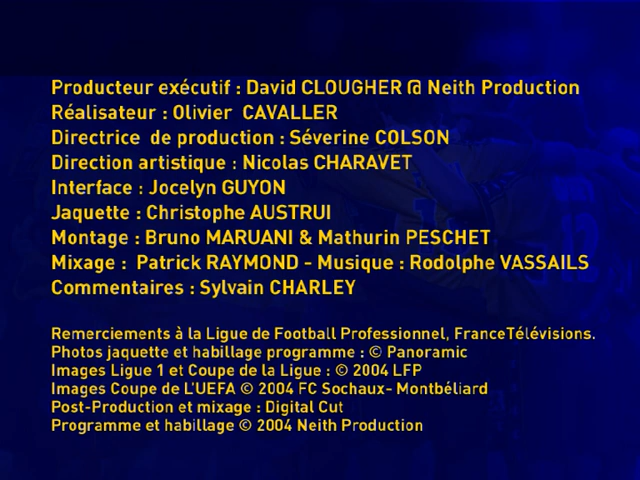 Producteur exécutif : David CLOUGHER @ Neith Production
Réalisateur : Olivier CAVALLER
Directrice de production : Séverine COLSON
Direction artistique : Nicolas CHARAVET
Interface : Jocelyn GUYON
Jaquette : Christophe AUSTRUI
Montage : Bruno MARUANI & Mathurin PESCHET
Mixage : Patrick RAYMOND - Musique : Rodolphe VASSAILS
Commentaires : Sylvain CHARLEY
Remerciements à la Ligue de Football Professionnel, FranceTélévisions.
Photos jaquette et habillage programme : © Panoramic
Images Ligue 1 et Coupe de la Ligue : © 2004 LFP
Images Coupe de L'UEFA © 2004 FC Sochaux- Montbéliard
Post-Production et mixage : Digital Cut
Programme et habillage © 2004 Neith Production